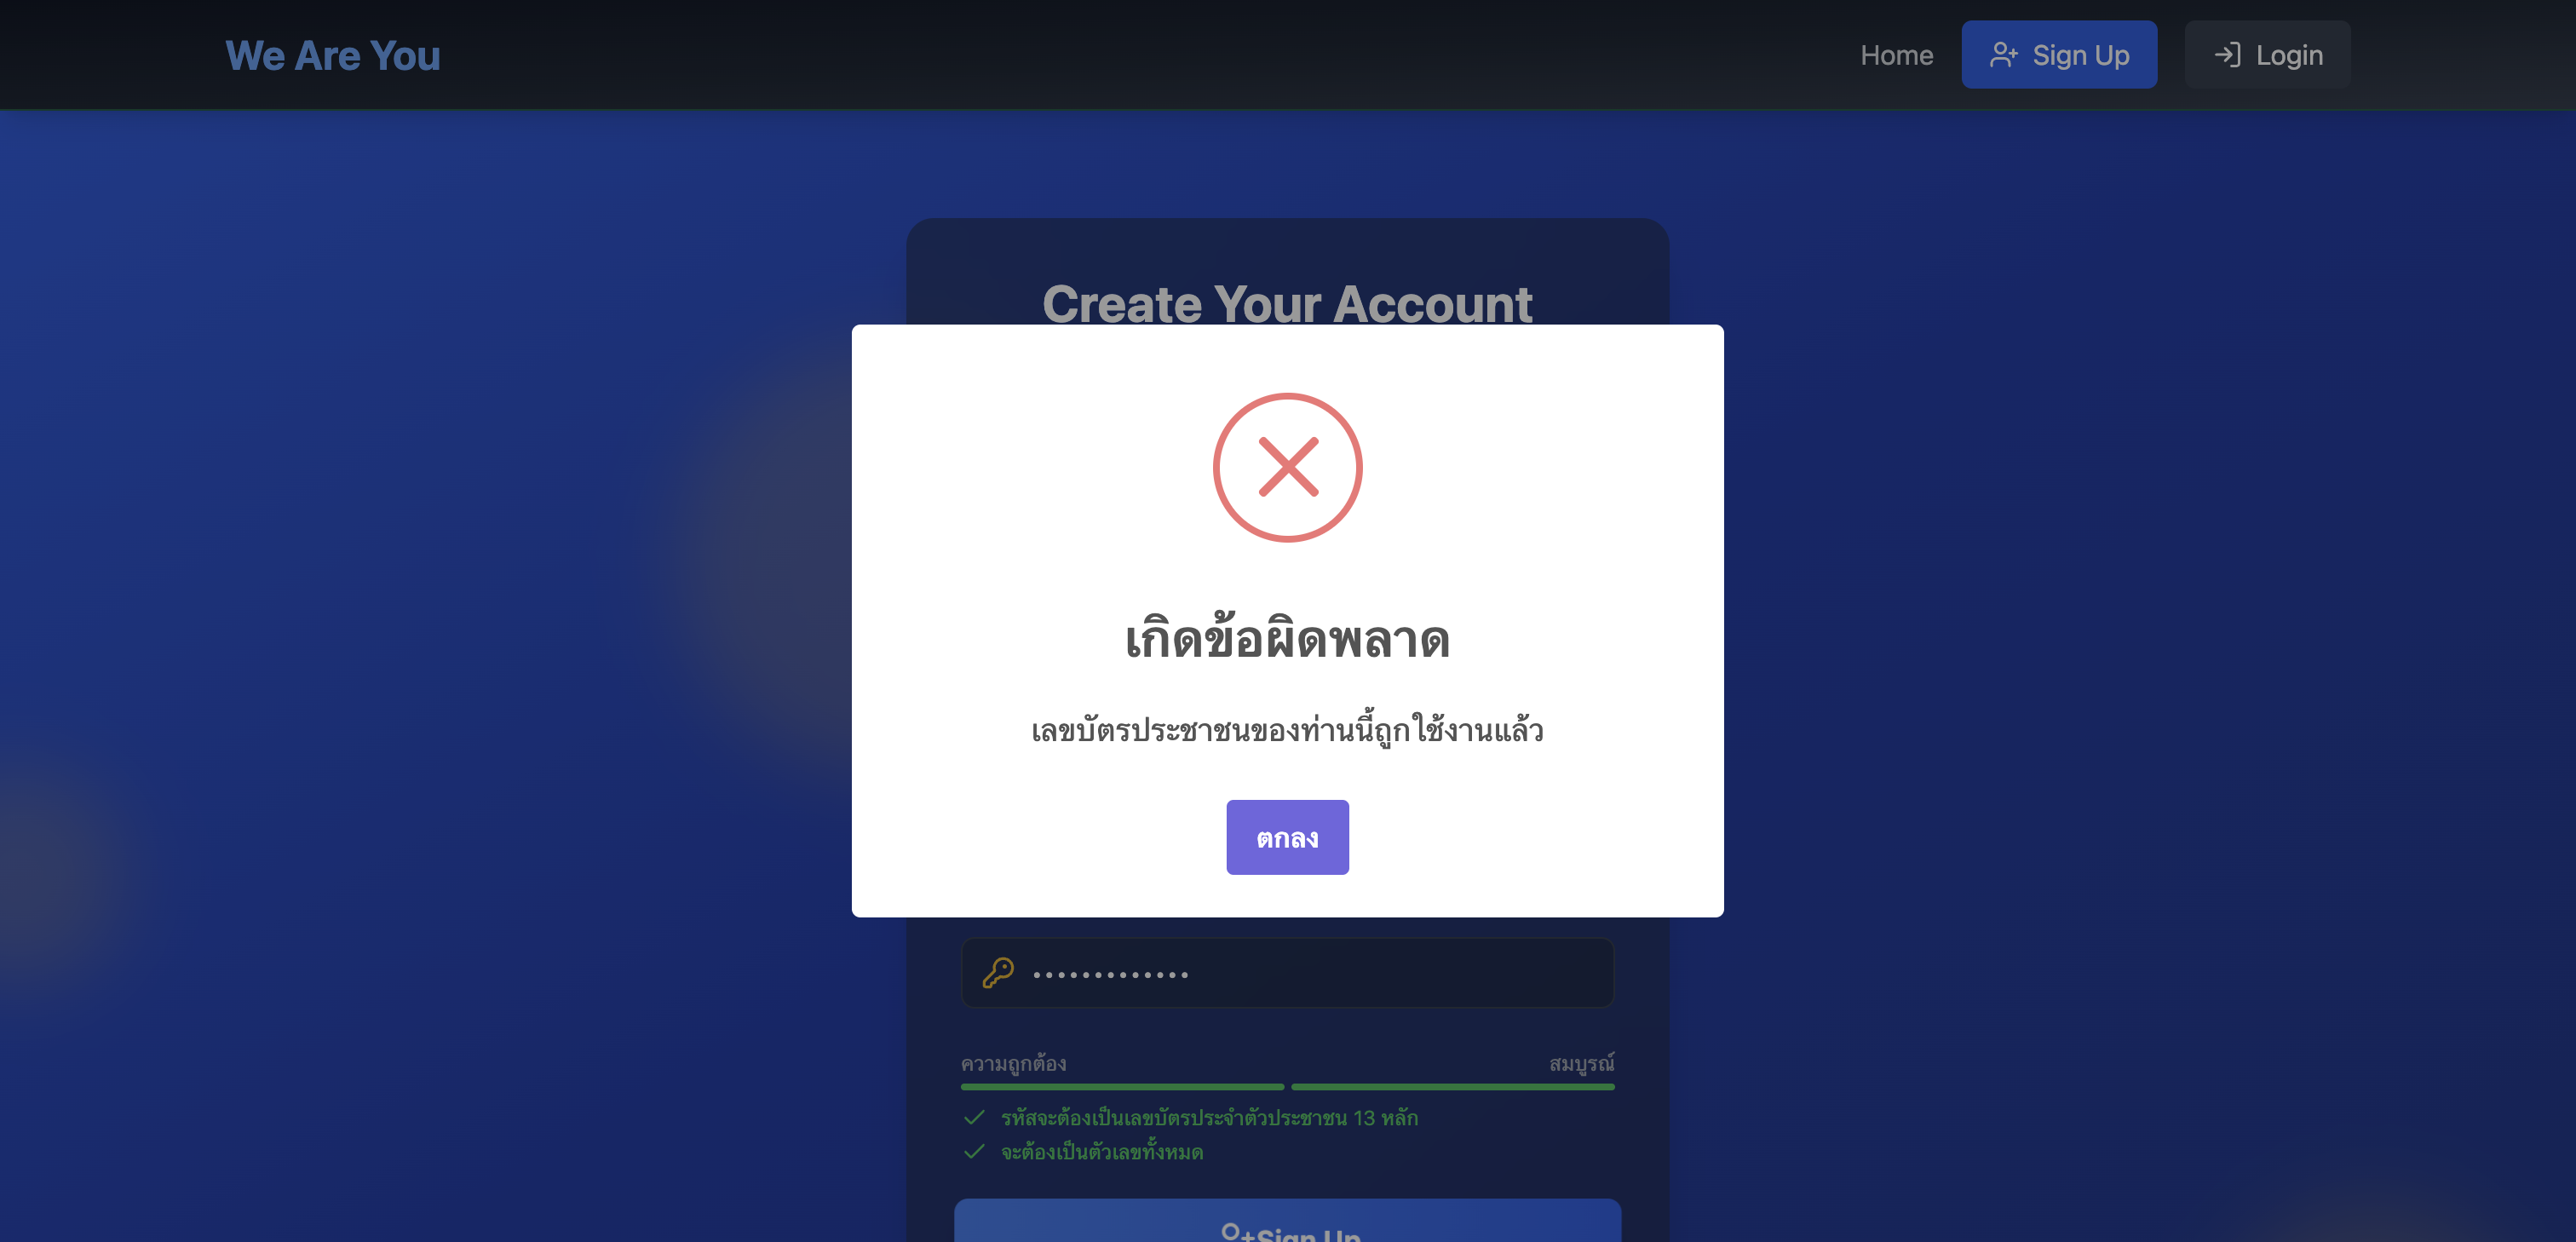 We Are You
Home
Sign Up
Login
Create Your Account
เกิดข้อผิดพลาด
เลขบัตรประชาชนของท่านนี้ถูกใช้งานแล้ว
ตกลง
ความถูกต้อง
สมบูรณ์
รหัสจะต้องเป็นเลขบัตรประจำตัวประชาชน 13 หลัก
จะต้องเป็นตัวเลขทั้งหมด
Sign Up